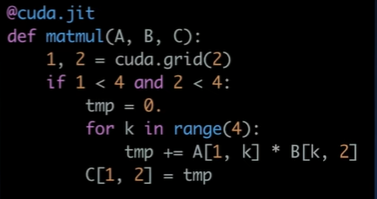 @cuda.jit
def matmul(A, B, C):
    1, 2 = cuda.grid(2)
    if 1 < 4 and 2 < 4:
        tmp = 0.
        for k in range(4):
            tmp += A[1, k] * B[k, 2]
        C[1, 2] = tmp